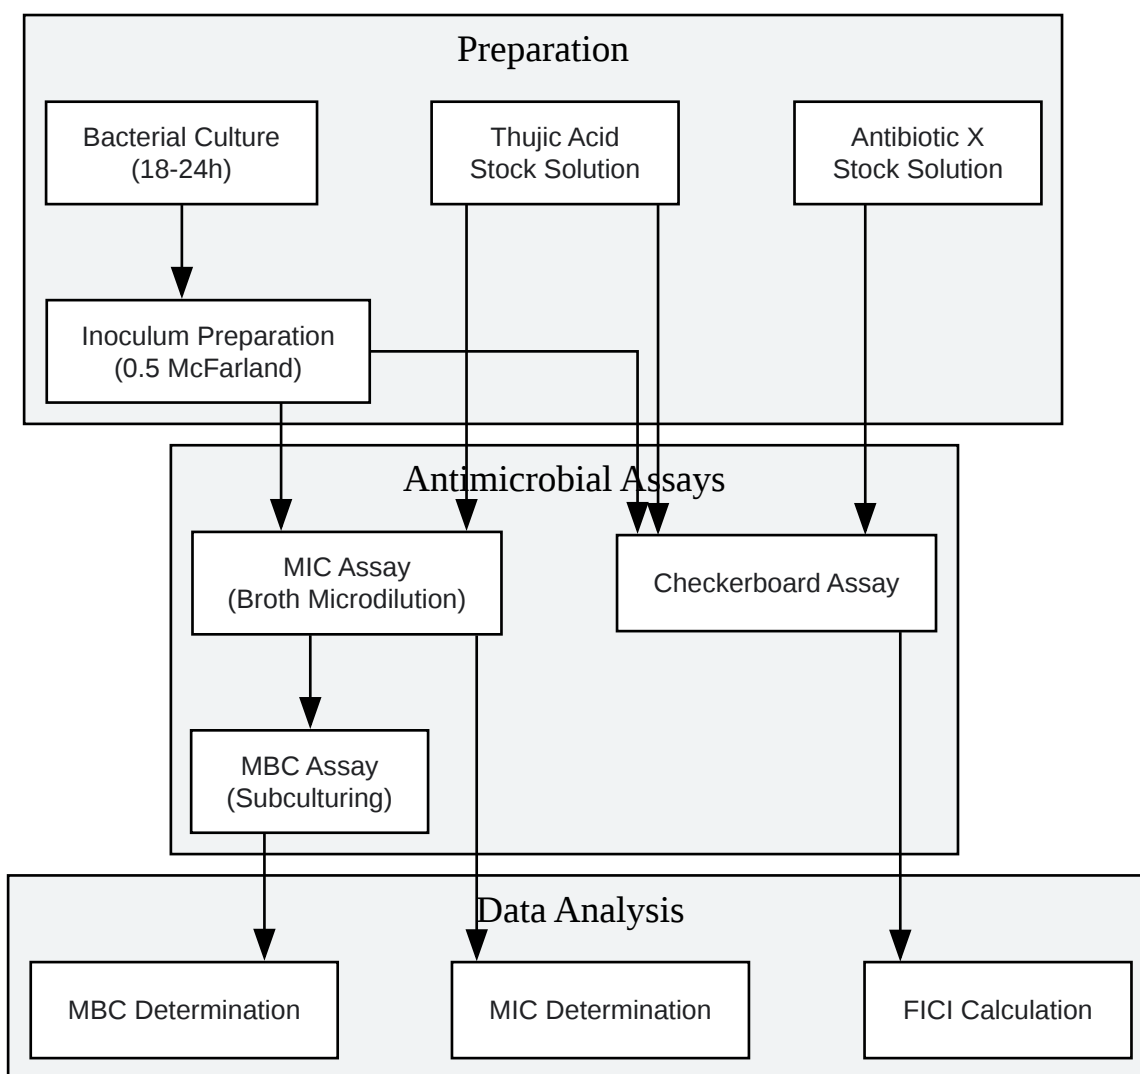 Preparation
Bacterial Culture
(18-24h)
Thujic Acid
Stock Solution
Antibiotic X
Stock Solution
Inoculum Preparation
(0.5 McFarland)
Antimicrobial Assays
MIC Assay
(Broth Microdilution)
Checkerboard Assay
MBC Assay
(Subculturing)
Data Analysis
MBC Determination
MIC Determination
FICI Calculation